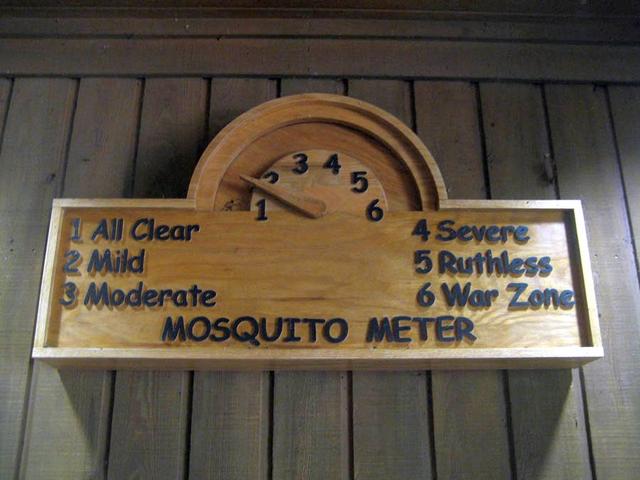 1 2 3 4 5 6
1 All Clear
2 Mild
3 Moderate
4 Severe
5 Ruthless
6 War Zone
MOSQUITO METER